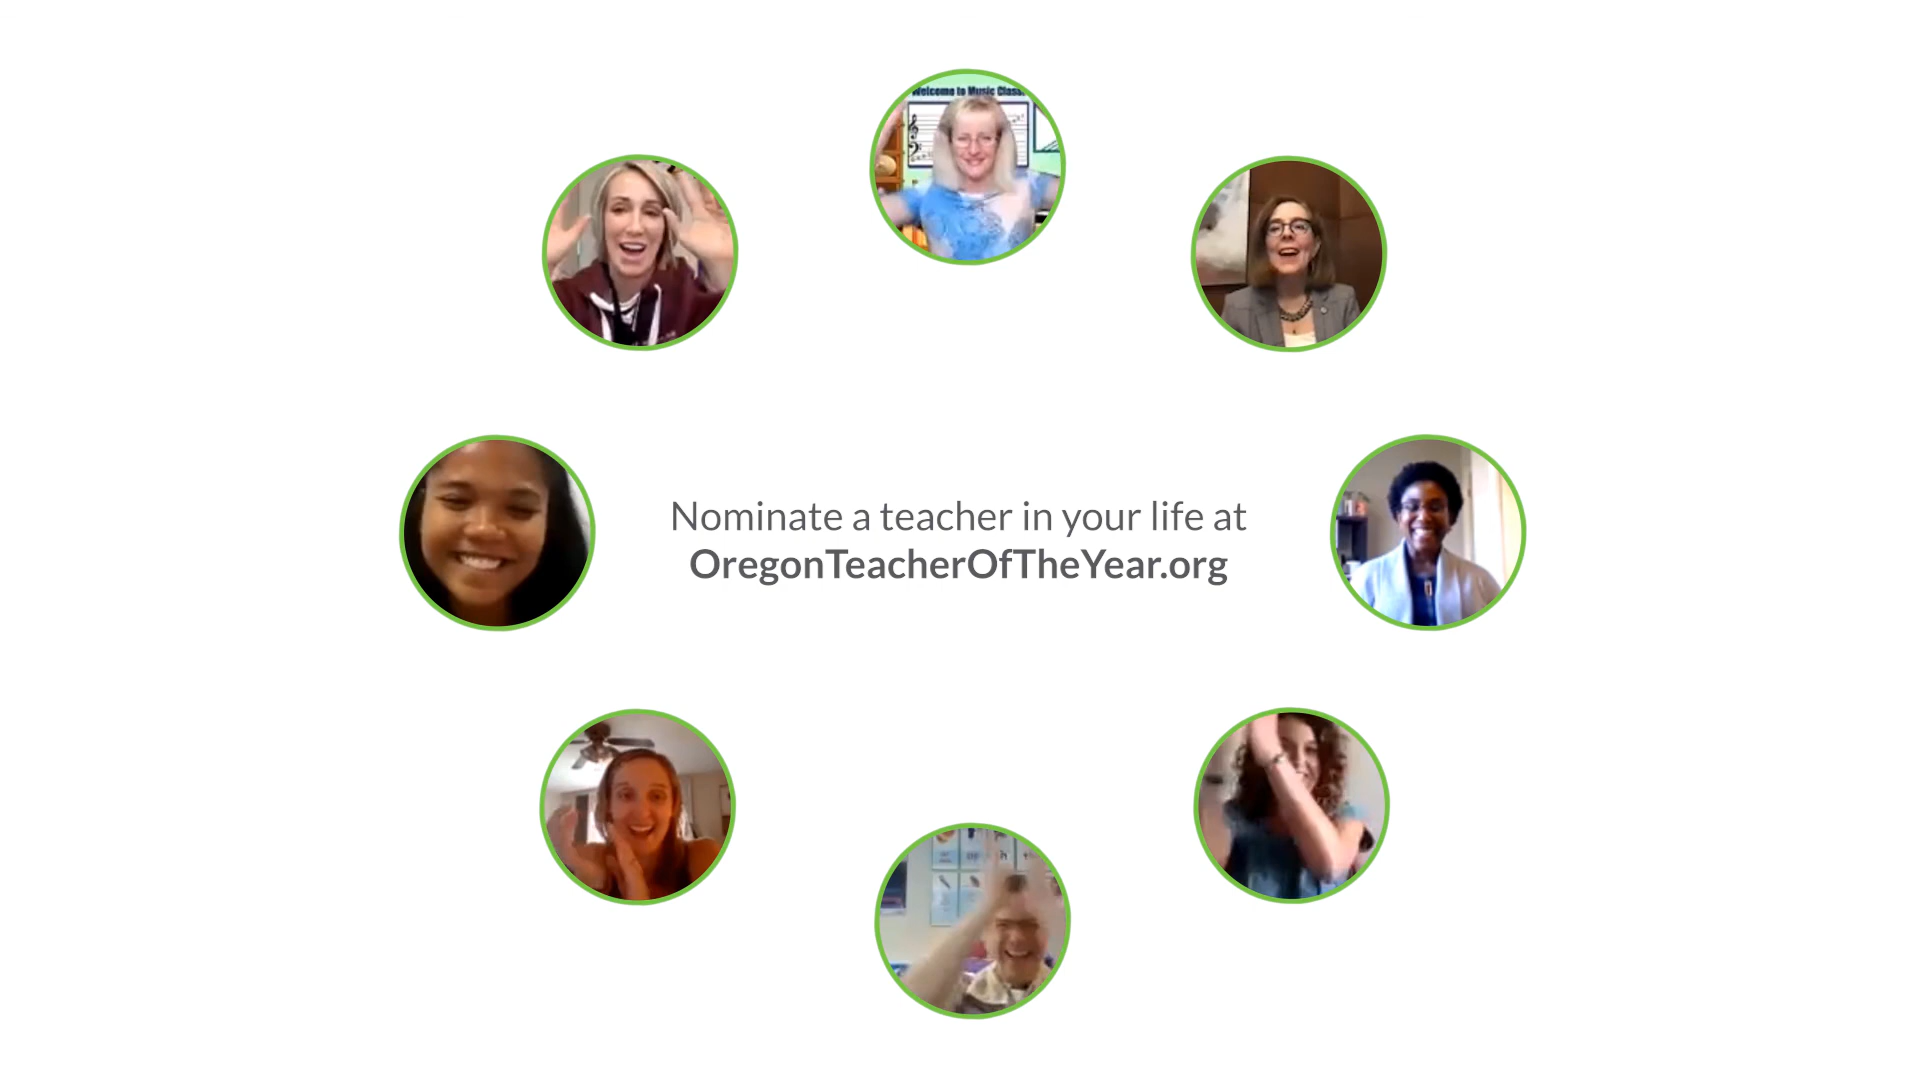 Welcome to Music Class
Nominate a teacher in your life at
OregonTeacherOfTheYear.org